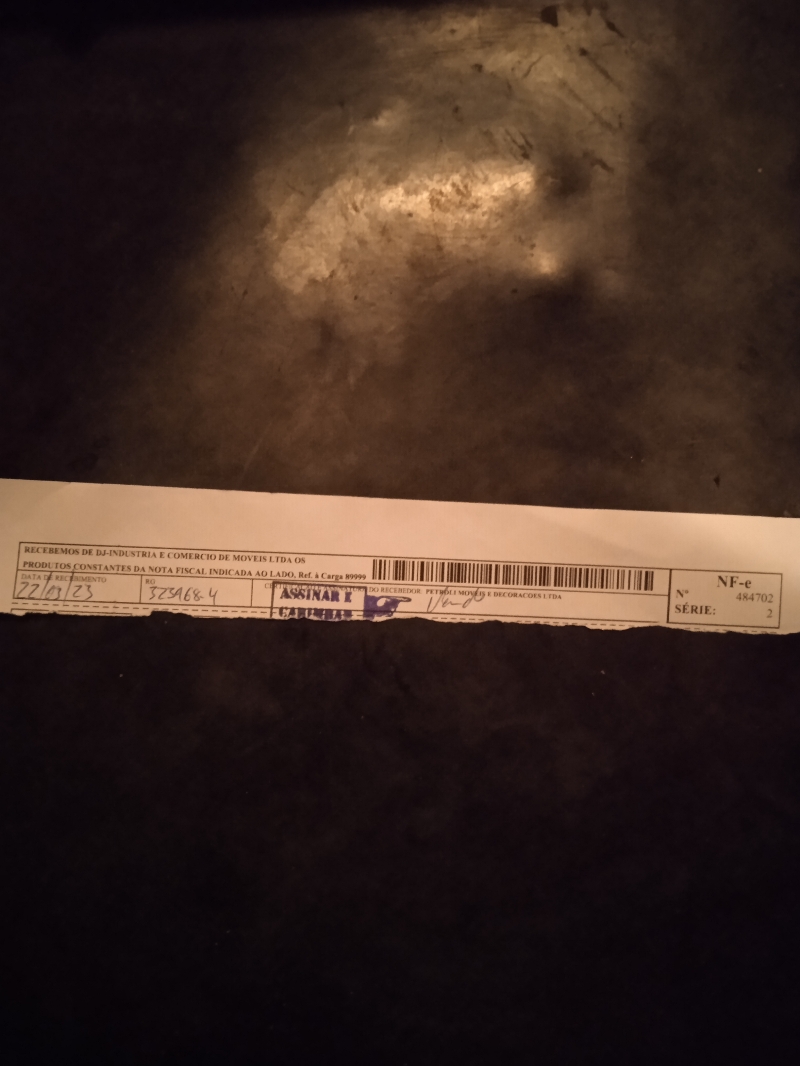 RECEBEMOS DE DJ-INDUSTRIA E COMERCIO DE MOVEIS LTDA OS
PRODUTOS CONSTANTES DA NOTA FISCAL INDICADA AO LADO, Ref. à Carga 89999
DATA DE RECEBIMENTO
22/03/23
RG
DO RECEBEDOR PETROLI MOVEIS E DECORACOES LTDA
ASSINAR E
CARIMBAR
NF-e
Nº 484702
SÉRIE: 2